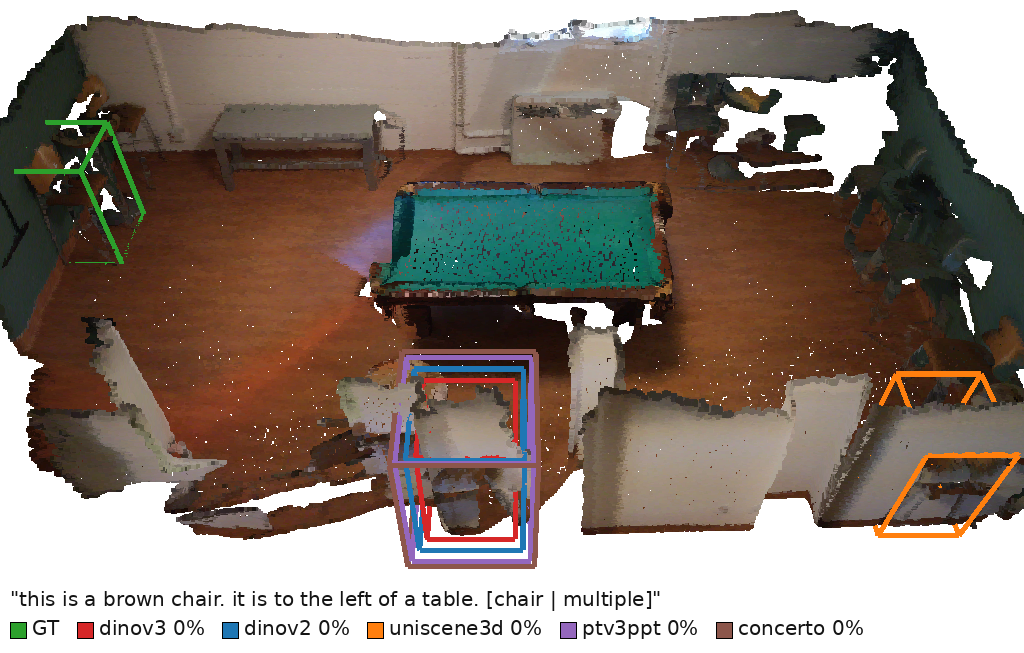 "this is a brown chair. it is to the left of a table. [chair | multiple]"
GT dinov3 0% dinov2 0% uniscene3d 0% ptv3ppt 0% concerto 0%